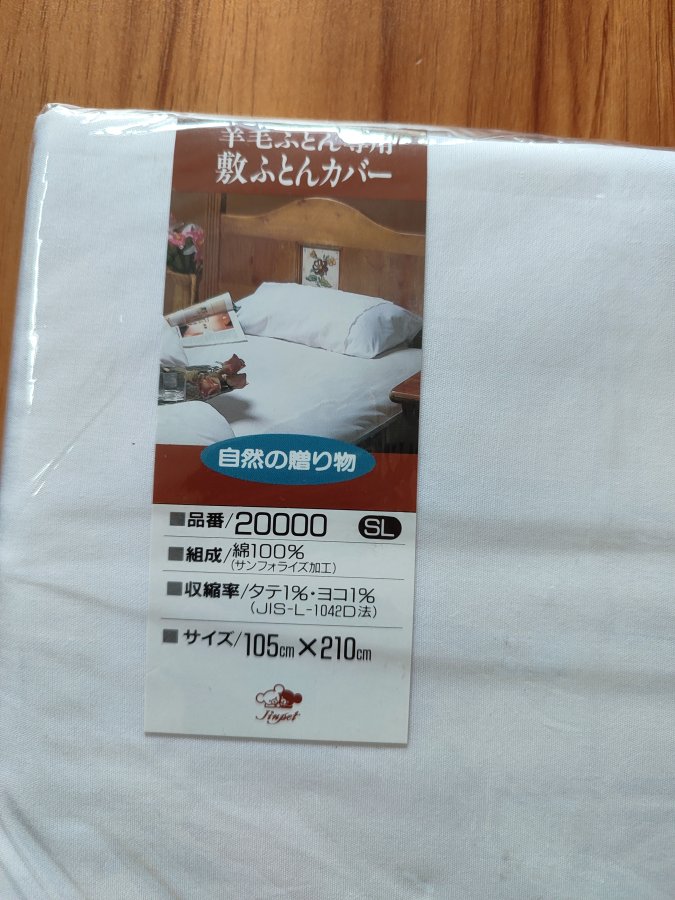 羊毛ふとん専用
敷ふとんカバー
自然の贈り物
■品番/20000 SL
■組成/綿100%
(サンフォライズ加工)
■収縮率/タテ1%・ヨコ1%
(JIS-L-1042D法)
■サイズ/105cm×210cm
Jinpet